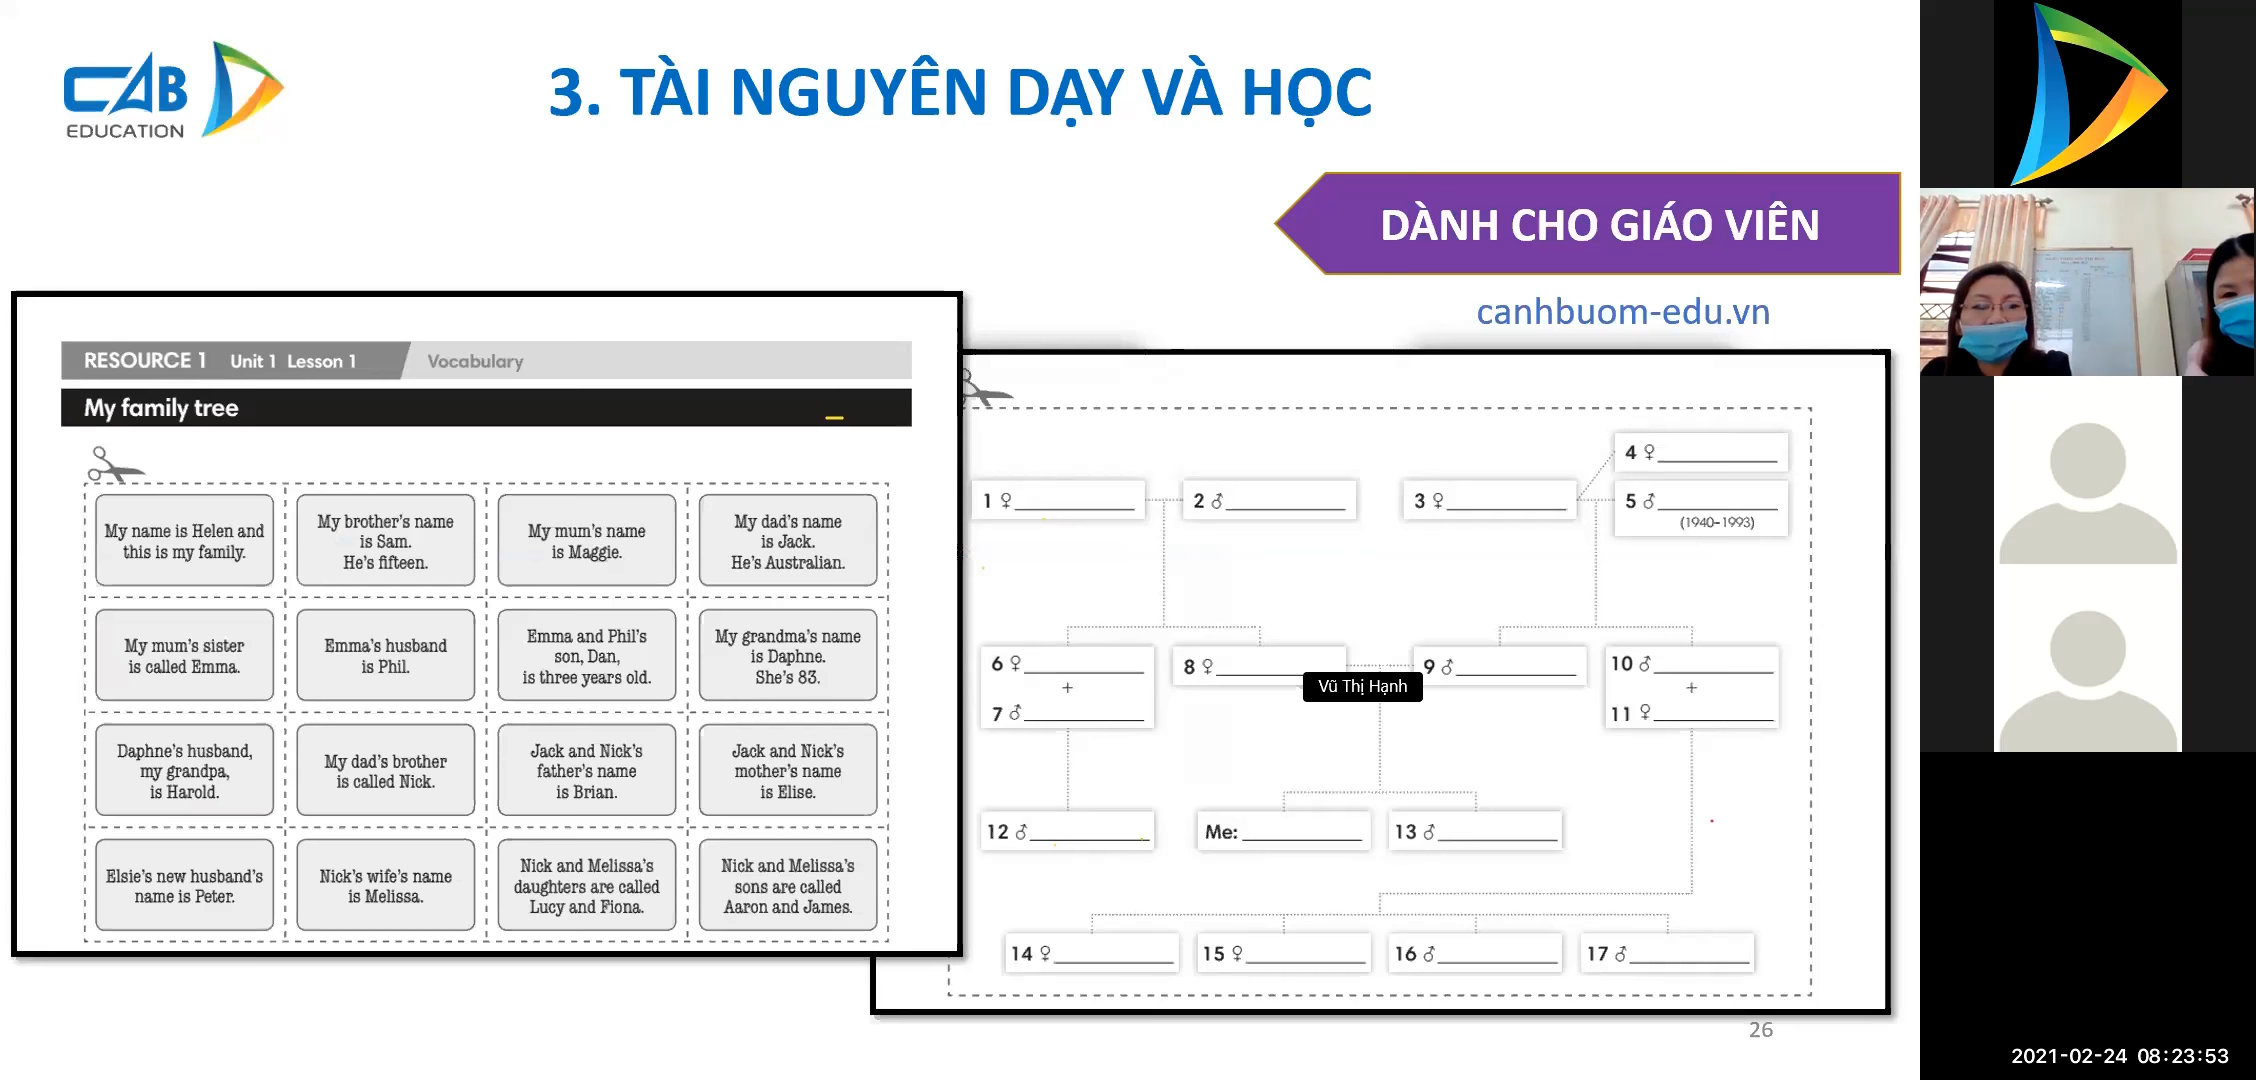 CAB
EDUCATION
3. TÀI NGUYÊN DẠY VÀ HỌC
DÀNH CHO GIÁO VIÊN
canhbuom-edu.vn
RESOURCE 1 Unit 1 Lesson 1 Vocabulary
My family tree
My name is Helen and
this is my family.
My brother's name
is Sam.
He's fifteen.
My mum's name
is Maggie.
My dad's name
is Jack.
He's Australian.
My mum's sister
is called Emma.
Emma's husband
is Phil.
Emma and Phil's
son, Dan,
is three years old.
My grandma's name
is Daphne.
She's 83.
Daphne's husband,
my grandpa,
is Harold.
My dad's brother
is called Nick.
Jack and Nick's
father's name
is Brian.
Jack and Nick's
mother's name
is Elise.
Elsie's new husband's
name is Peter.
Nick's wife's name
is Melissa.
Nick and Melissa's
daughters are called
Lucy and Fiona.
Nick and Melissa's
sons are called
Aaron and James.
4 ♀
1 ♀
2 ♂
3 ♀
5 ♂
(1940–1993)
6 ♀
+
7 ♂
8 ♀
9 ♂
10 ♂
+
11 ♀
Vũ Thị Hạnh
12 ♂
Me:
13 ♂
14 ♀
15 ♀
16 ♂
17 ♂
26
2021-02-24 08:23:53